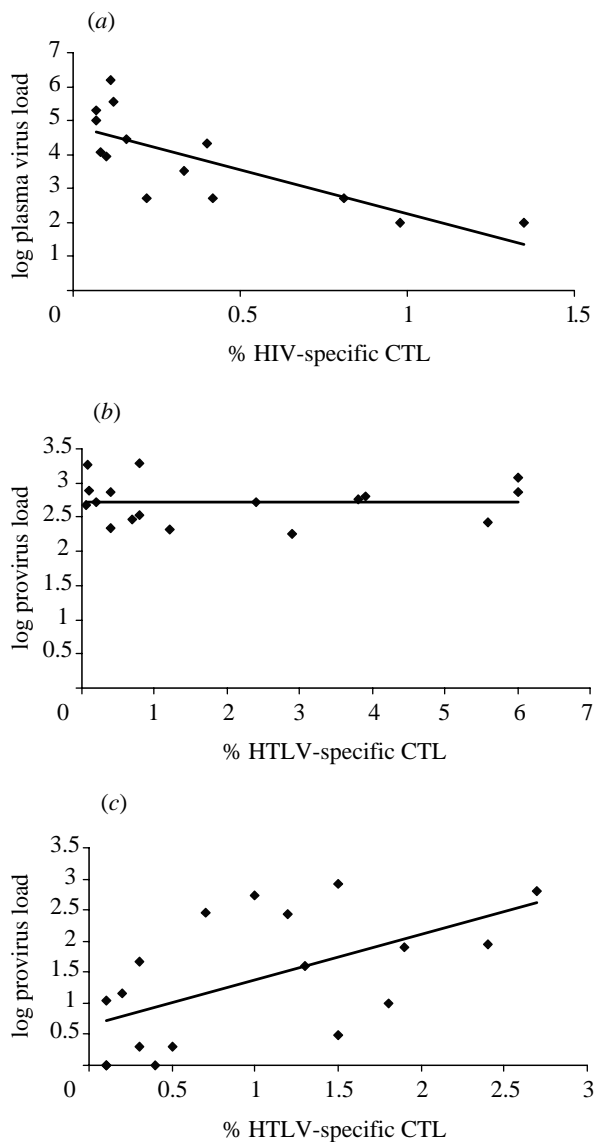 (a)
7
6
5
4
3
2
1
0 0.5 1 1.5
log plasma virus load
% HIV-specific CTL
(b)
3.5
3
2.5
2
1.5
1
0.5
0 1 2 3 4 5 6 7
log provirus load
% HTLV-specific CTL
(c)
3.5
3
2.5
2
1.5
1
0.5
0 0.5 1 1.5 2 2.5 3
log provirus load
% HTLV-specific CTL